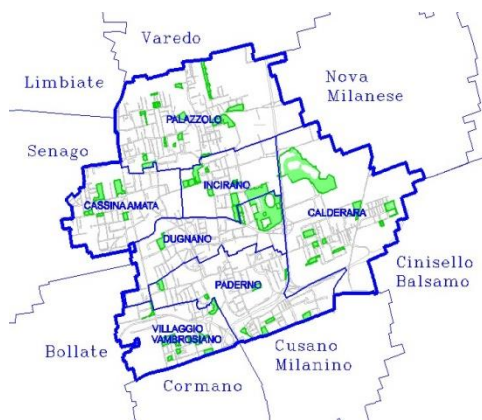 Varedo
Limbiate
Nova
Milanese
Senago
PALAZZOLO
INCIRANO
CASSINA AMATA
CALDERARA
DUGNANO
PADERNO
Cinisello
Balsamo
VILLAGGIO
VAMBROSIANO
Bollate
Cusano
Milanino
Cormano